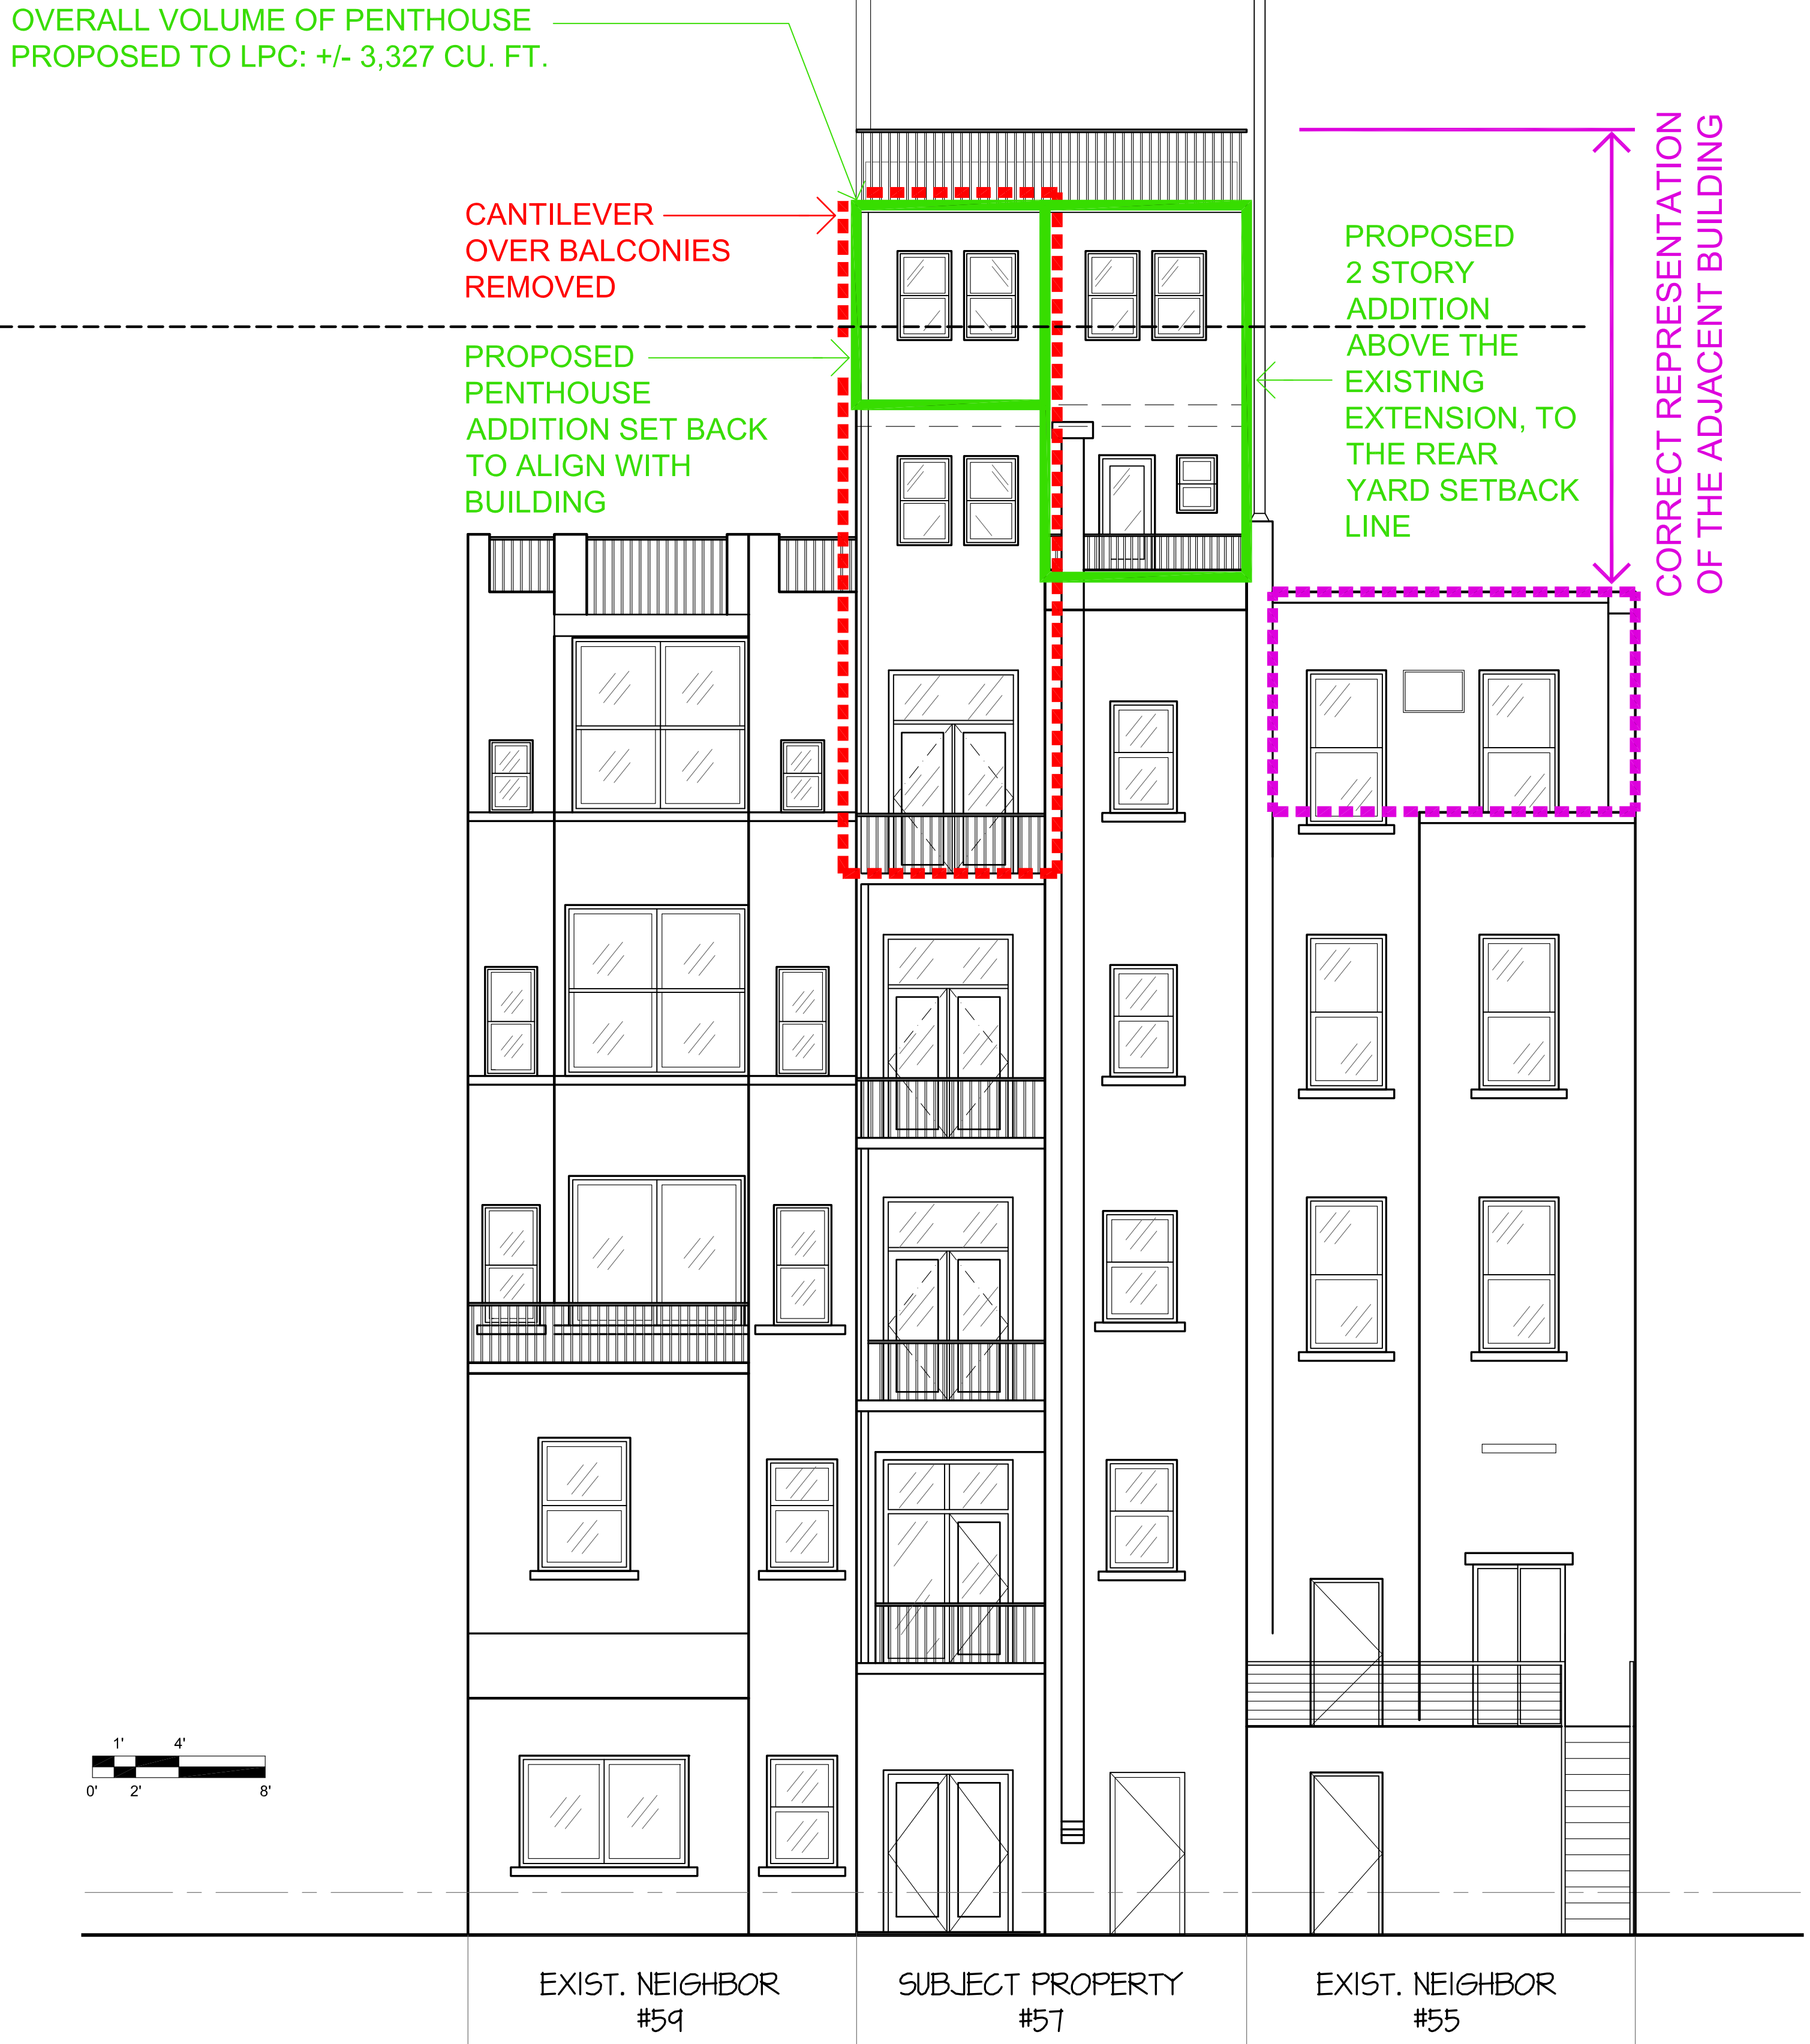 OVERALL VOLUME OF PENTHOUSE
PROPOSED TO LPC: +/- 3,327 CU. FT.
CANTILEVER
OVER BALCONIES
REMOVED
PROPOSED
PENTHOUSE
ADDITION SET BACK
TO ALIGN WITH
BUILDING
PROPOSED
2 STORY
ADDITION
ABOVE THE
EXISTING
EXTENSION, TO
THE REAR
YARD SETBACK
LINE
CORRECT REPRESENTATION
OF THE ADJACENT BUILDING
1' 4'
0' 2' 8'
EXIST. NEIGHBOR
#59
SUBJECT PROPERTY
#57
EXIST. NEIGHBOR
#55